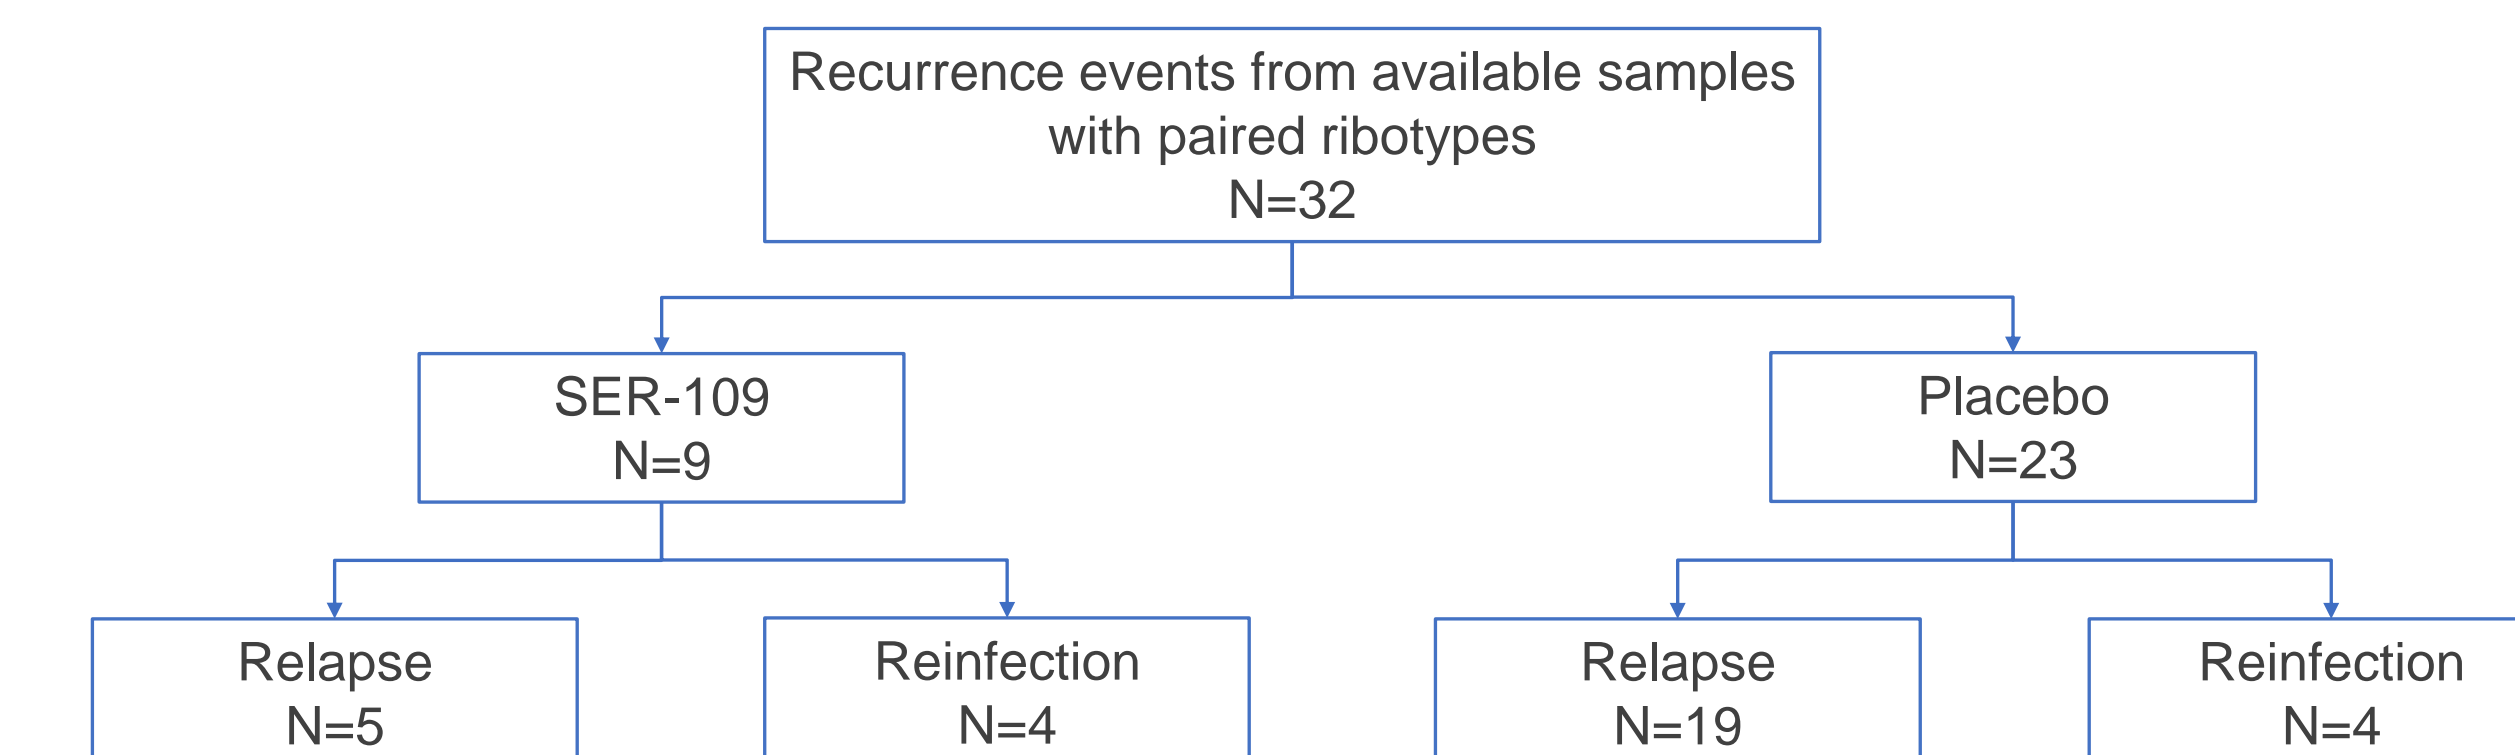 Recurrence events from available samples
with paired ribotypes
N=32
SER-109
N=9
Placebo
N=23
Relapse
N=5
Reinfection
N=4
Relapse
N=19
Reinfection
N=4